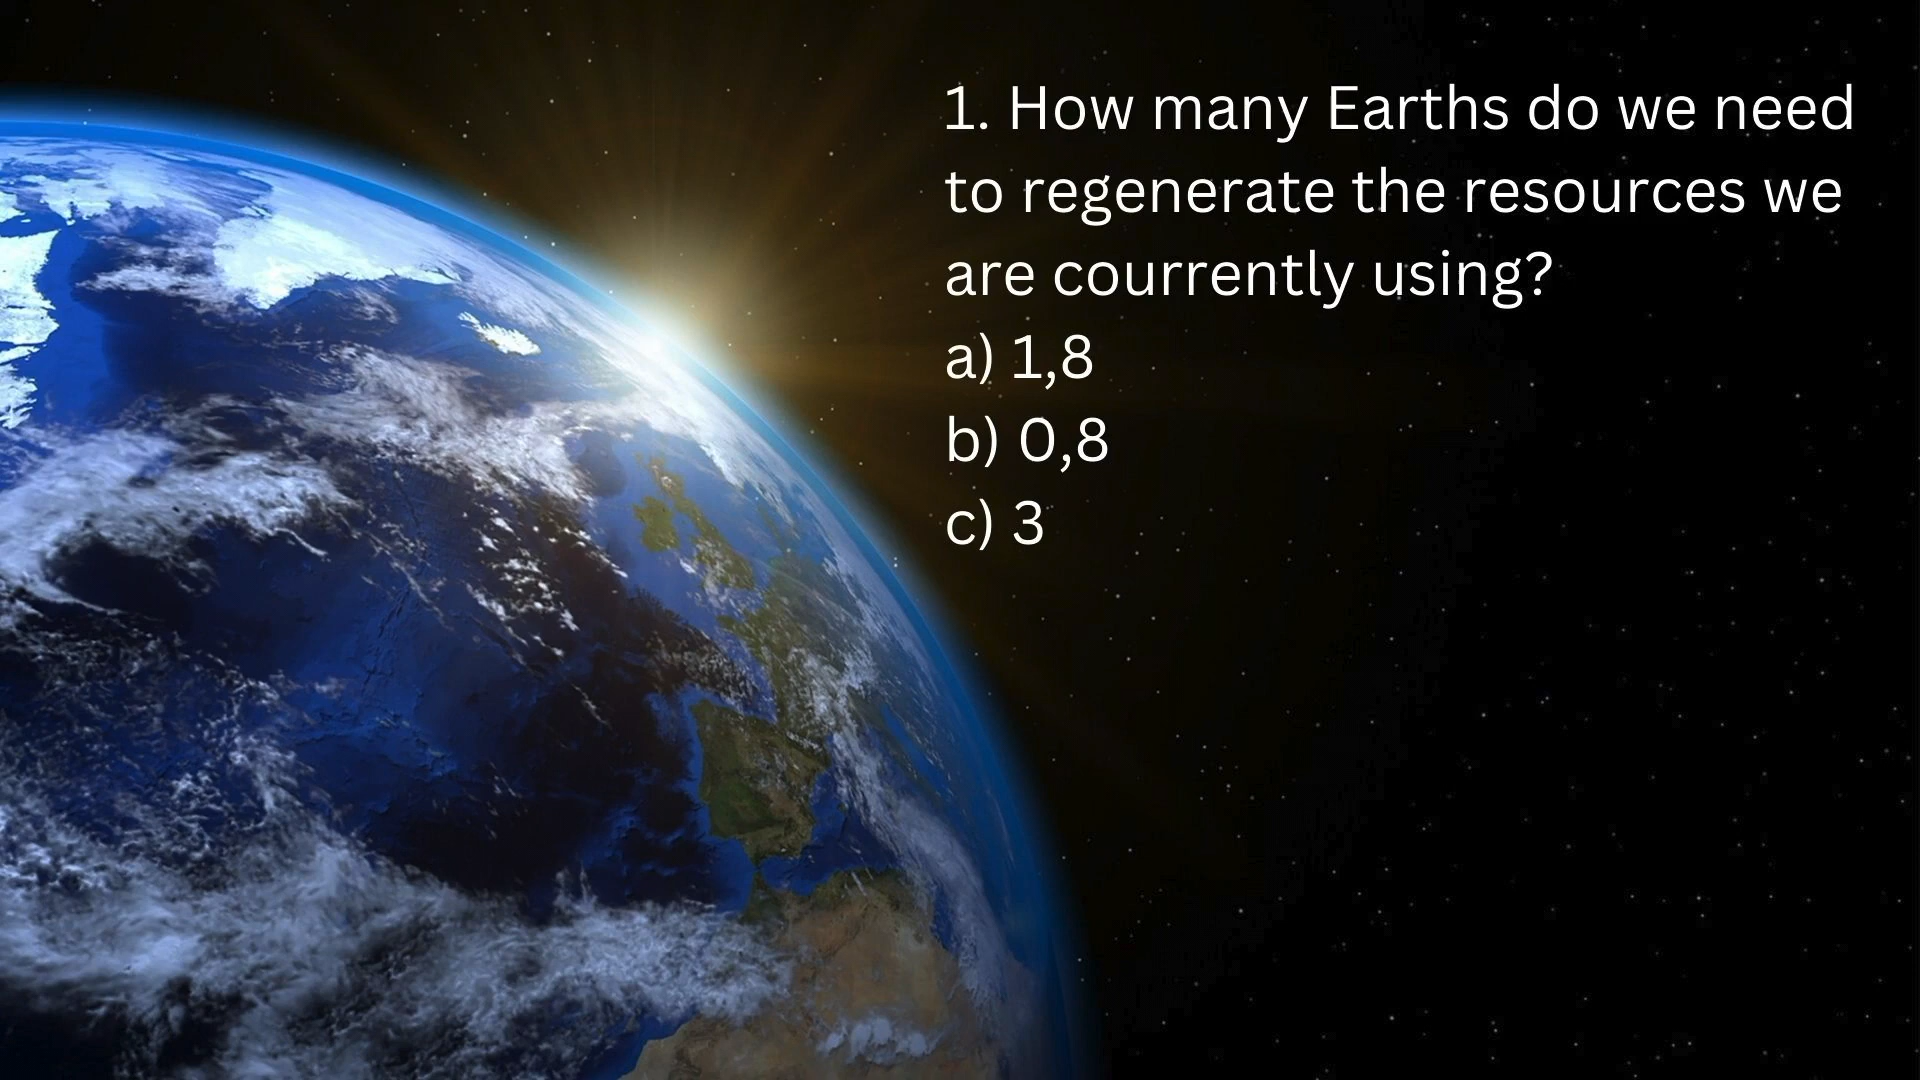 1. How many Earths do we need
to regenerate the resources we
are courrently using?
a) 1,8
b) 0,8
c) 3